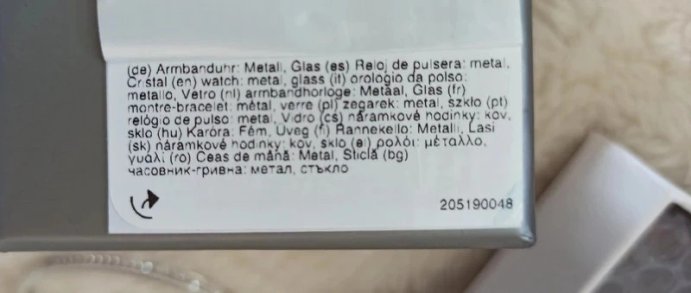 (de) Armbanduhr: Metall, Glas (es) Reloj de pulsera: metal,
Cristal (en) watch: metal, glass (it) orologio da polso:
metallo, Vetro (nl) armbandhorloge: Metaal, Glas (fr)
montre-bracelet: métal, verre (pl) zegarek: metal, szkło (pt)
relógio de pulso: metal, Vidro (cs) náramkové hodinky: kov,
sklo (hu) Karóra: Fém, Üveg (fi) Rannekello: Metalli, Lasi
(sk) náramkové hodinky: kov, sklo (el) ρολόι: μέταλλο,
γυαλί (ro) Ceas de mână: Metal, Sticlă (bg)
часовник-гривна: метал, стъкло
205190048